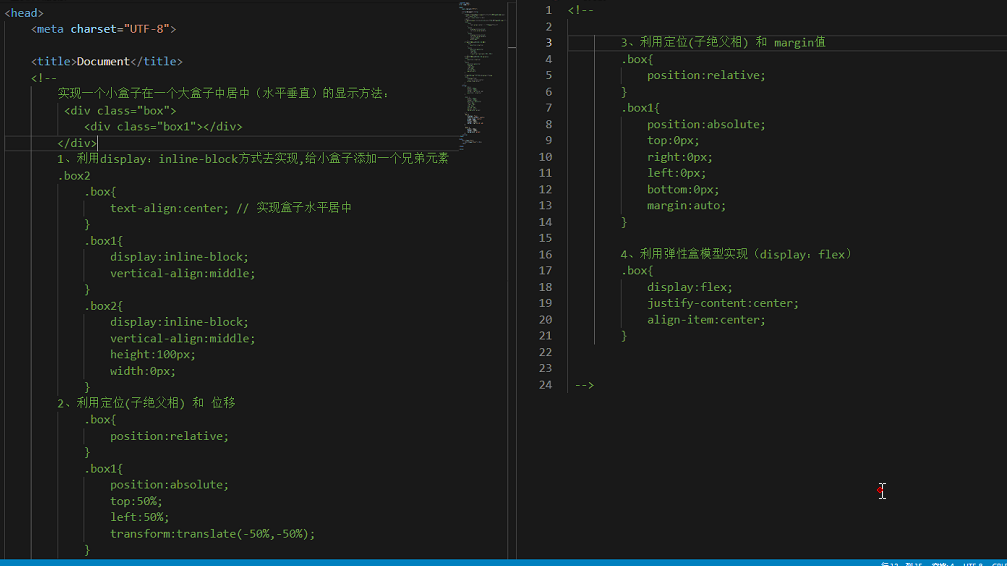 <head>
<meta charset="UTF-8">
<title>Document</title>
<!--
实现一个小盒子在一个大盒子中居中（水平垂直）的显示方法：
<div class="box">
<div class="box1"></div>
</div>
1、利用display：inline-block方式去实现,给小盒子添加一个兄弟元素
.box2
.box{
text-align:center; // 实现盒子水平居中
}
.box1{
display:inline-block;
vertical-align:middle;
}
.box2{
display:inline-block;
vertical-align:middle;
height:100px;
width:0px;
}
2、利用定位(子绝父相) 和 位移
.box{
position:relative;
}
.box1{
position:absolute;
top:50%;
left:50%;
transform:translate(-50%,-50%);
}
1 <!--
2
3 3、利用定位(子绝父相) 和 margin值
4 .box{
5 position:relative;
6 }
7 .box1{
8 position:absolute;
9 top:0px;
10 right:0px;
11 left:0px;
12 bottom:0px;
13 margin:auto;
14 }
15
16 4、利用弹性盒模型实现（display：flex）
17 .box{
18 display:flex;
19 justify-content:center;
20 align-item:center;
21 }
22
23
24 -->